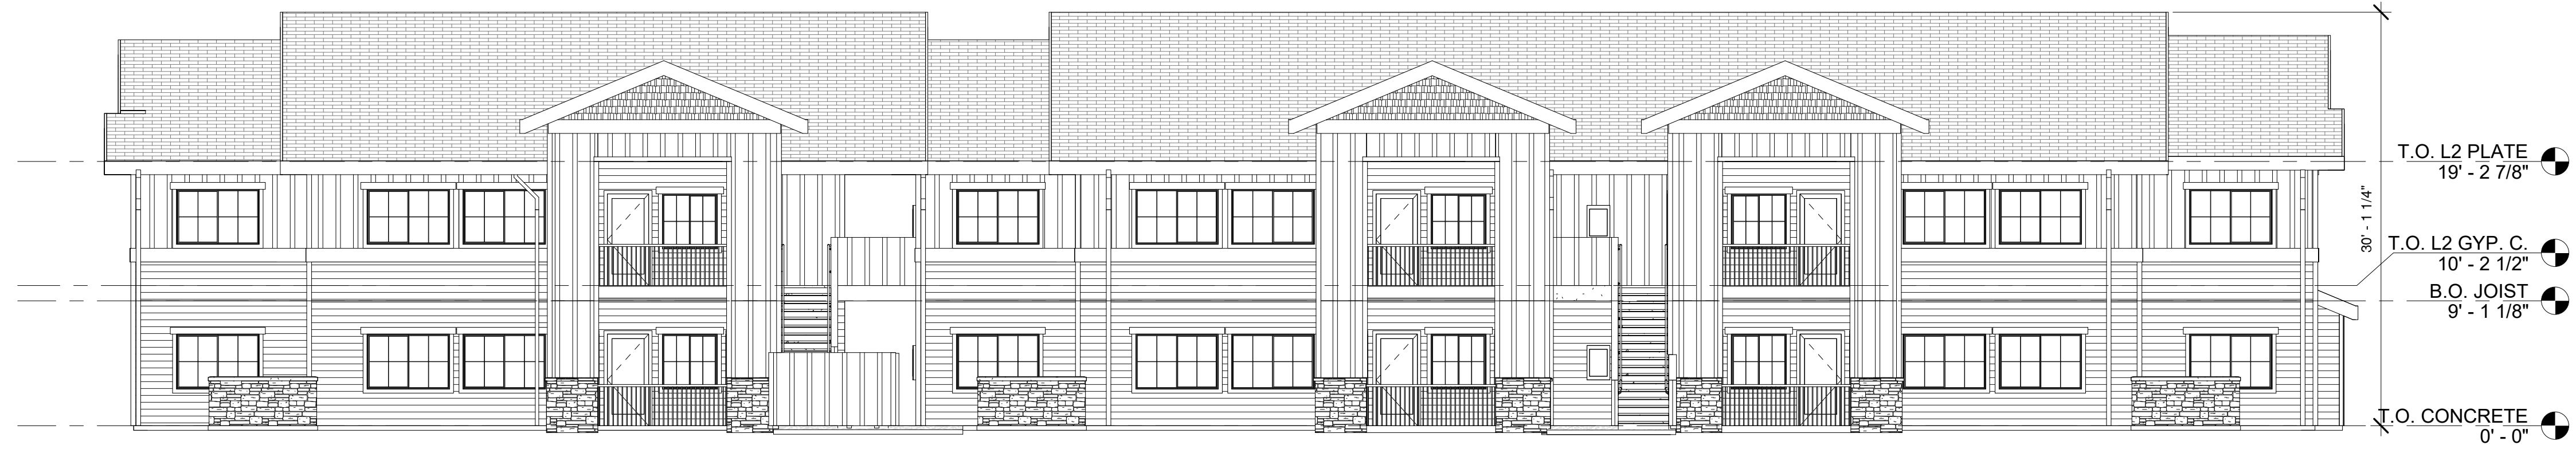 T.O. L2 PLATE
19' - 2 7/8"
30' - 1 1/4"
T.O. L2 GYP. C.
10' - 2 1/2"
B.O. JOIST
9' - 1 1/8"
T.O. CONCRETE
0' - 0"